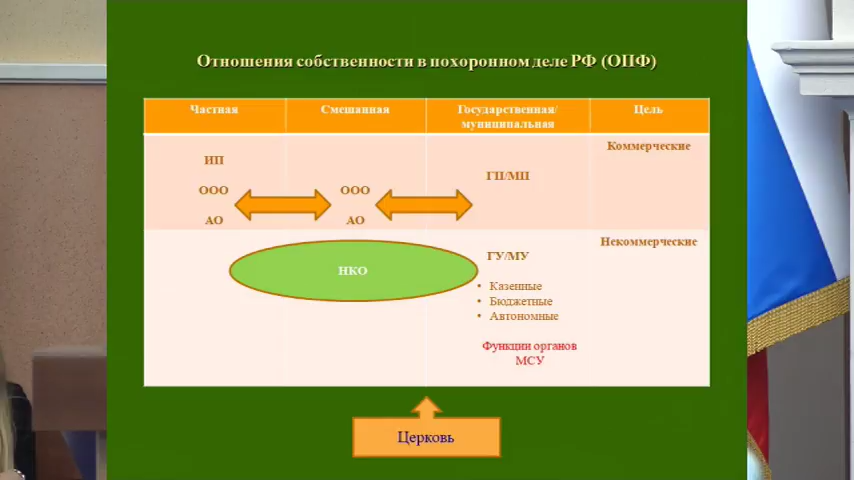 Отношения собственности в похоронном деле РФ (ОПФ)
Частная
Смешанная
Государственная/
муниципальная
Цель
ИП
ООО
АО
ООО
АО
ГП/МП
Коммерческие
НКО
ГУ/МУ
• Казенные
• Бюджетные
• Автономные
Функции органов
МСУ
Некоммерческие
Церковь